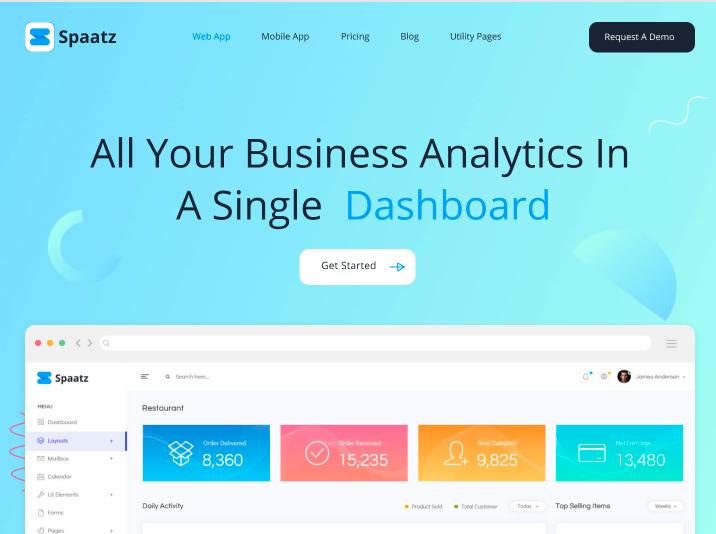 Spaatz
Web App
Mobile App
Pricing
Blog
Utility Pages
Request A Demo
All Your Business Analytics In
A Single Dashboard
Get Started
Spaatz
Search here...
James Anderson
MENU
Dashboard
Layouts +
Mailbox +
Calendar
UI Elements +
Forms
Pages +
Restaurant
Order Delivered
8,360
Order Received
15,235
New Customer
9,825
Net Earnings
13,480
Daily Activity
Product Sold
Total Customer
Today
Top Selling Items
Weekly